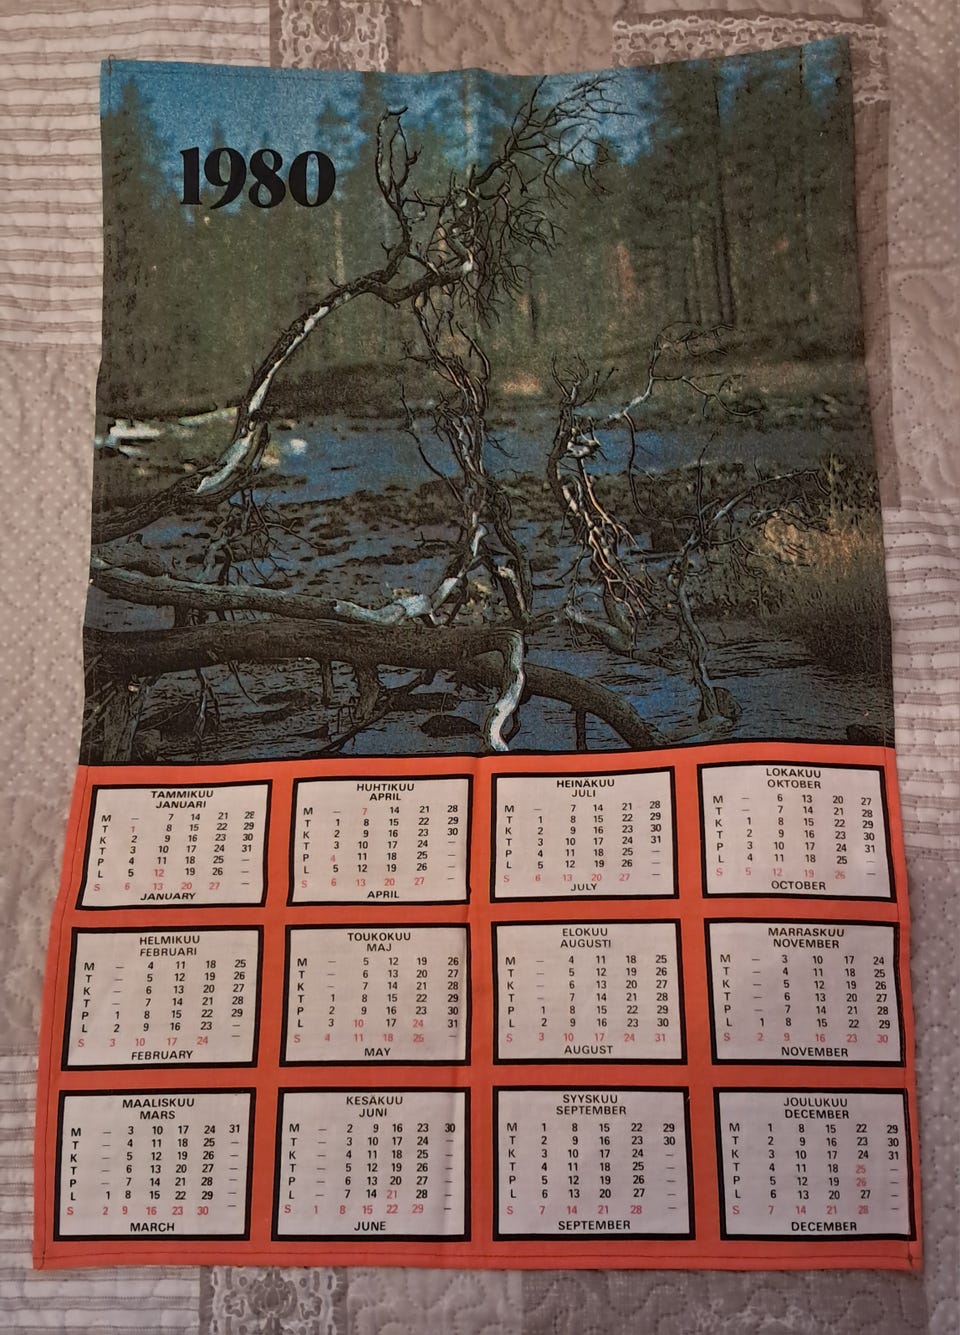 1980
TAMMIKUU
JANUARI
M – 7 14 21 28
T 1 8 15 22 29
K 2 9 16 23 30
T 3 10 17 24 31
P 4 11 18 25 –
L 5 12 19 26 –
S 6 13 20 27 –
JANUARY
HELMIKUU
FEBRUARI
M – 4 11 18 25
T – 5 12 19 26
K – 6 13 20 27
T – 7 14 21 28
P 1 8 15 22 29
L 2 9 16 23 –
S 3 10 17 24 –
FEBRUARY
MAALISKUU
MARS
M – 3 10 17 24 31
T – 4 11 18 25 –
K – 5 12 19 26 –
T – 6 13 20 27 –
P – 7 14 21 28 –
L 1 8 15 22 29 –
S 2 9 16 23 30 –
MARCH
HUHTIKUU
APRIL
M – 7 14 21 28
T 1 8 15 22 29
K 2 9 16 23 30
T 3 10 17 24 –
P 4 11 18 25 –
L 5 12 19 26 –
S 6 13 20 27 –
APRIL
TOUKOKUU
MAJ
M – 5 12 19 26
T – 6 13 20 27
K – 7 14 21 28
T 1 8 15 22 29
P 2 9 16 23 30
L 3 10 17 24 31
S 4 11 18 25 –
MAY
KESÄKUU
JUNI
M – 2 9 16 23 30
T – 3 10 17 24 –
K – 4 11 18 25 –
T – 5 12 19 26 –
P – 6 13 20 27 –
L – 7 14 21 28 –
S 1 8 15 22 29 –
JUNE
HEINÄKUU
JULI
M – 7 14 21 28
T 1 8 15 22 29
K 2 9 16 23 30
T 3 10 17 24 31
P 4 11 18 25 –
L 5 12 19 26 –
S 6 13 20 27 –
JULY
ELOKUU
AUGUSTI
M – 4 11 18 25
T – 5 12 19 26
K – 6 13 20 27
T – 7 14 21 28
P 1 8 15 22 29
L 2 9 16 23 30
S 3 10 17 24 31
AUGUST
SYYSKUU
SEPTEMBER
M 1 8 15 22 29
T 2 9 16 23 30
K 3 10 17 24 –
T 4 11 18 25 –
P 5 12 19 26 –
L 6 13 20 27 –
S 7 14 21 28 –
SEPTEMBER
LOKAKUU
OKTOBER
M – 6 13 20 27
T – 7 14 21 28
K 1 8 15 22 29
T 2 9 16 23 30
P 3 10 17 24 31
L 4 11 18 25 –
S 5 12 19 26 –
OCTOBER
MARRASKUU
NOVEMBER
M – 3 10 17 24
T – 4 11 18 25
K – 5 12 19 26
T – 6 13 20 27
P – 7 14 21 28
L 1 8 15 22 29
S 2 9 16 23 30
NOVEMBER
JOULUKUU
DECEMBER
M 1 8 15 22 29
T 2 9 16 23 30
K 3 10 17 24 31
T 4 11 18 25 –
P 5 12 19 26 –
L 6 13 20 27 –
S 7 14 21 28 –
DECEMBER